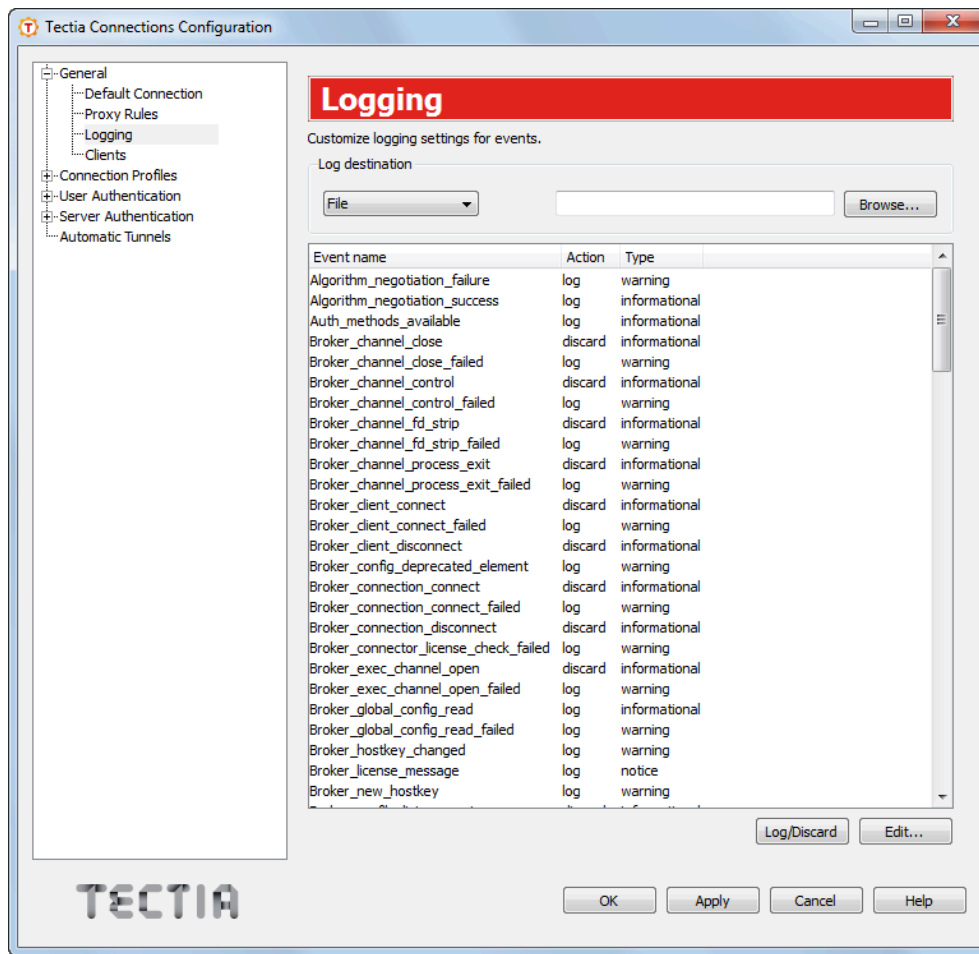 Tectia Connections Configuration
General
Default Connection
Proxy Rules
Logging
Clients
Connection Profiles
User Authentication
Server Authentication
Automatic Tunnels
Logging
Customize logging settings for events.
Log destination
File
Browse...
Event name Action Type
Algorithm_negotiation_failure log warning
Algorithm_negotiation_success log informational
Auth_methods_available log informational
Broker_channel_close discard informational
Broker_channel_close_failed log warning
Broker_channel_control discard informational
Broker_channel_control_failed log warning
Broker_channel_fd_strip discard informational
Broker_channel_fd_strip_failed log warning
Broker_channel_process_exit discard informational
Broker_channel_process_exit_failed log warning
Broker_client_connect discard informational
Broker_client_connect_failed log warning
Broker_client_disconnect discard informational
Broker_config_deprecated_element log warning
Broker_connection_connect discard informational
Broker_connection_connect_failed log warning
Broker_connection_disconnect discard informational
Broker_connector_license_check_failed log warning
Broker_exec_channel_open discard informational
Broker_exec_channel_open_failed log warning
Broker_global_config_read log informational
Broker_global_config_read_failed log warning
Broker_hostkey_changed log warning
Broker_license_message log notice
Broker_new_hostkey log warning
Log/Discard Edit...
TECTIA
OK Apply Cancel Help